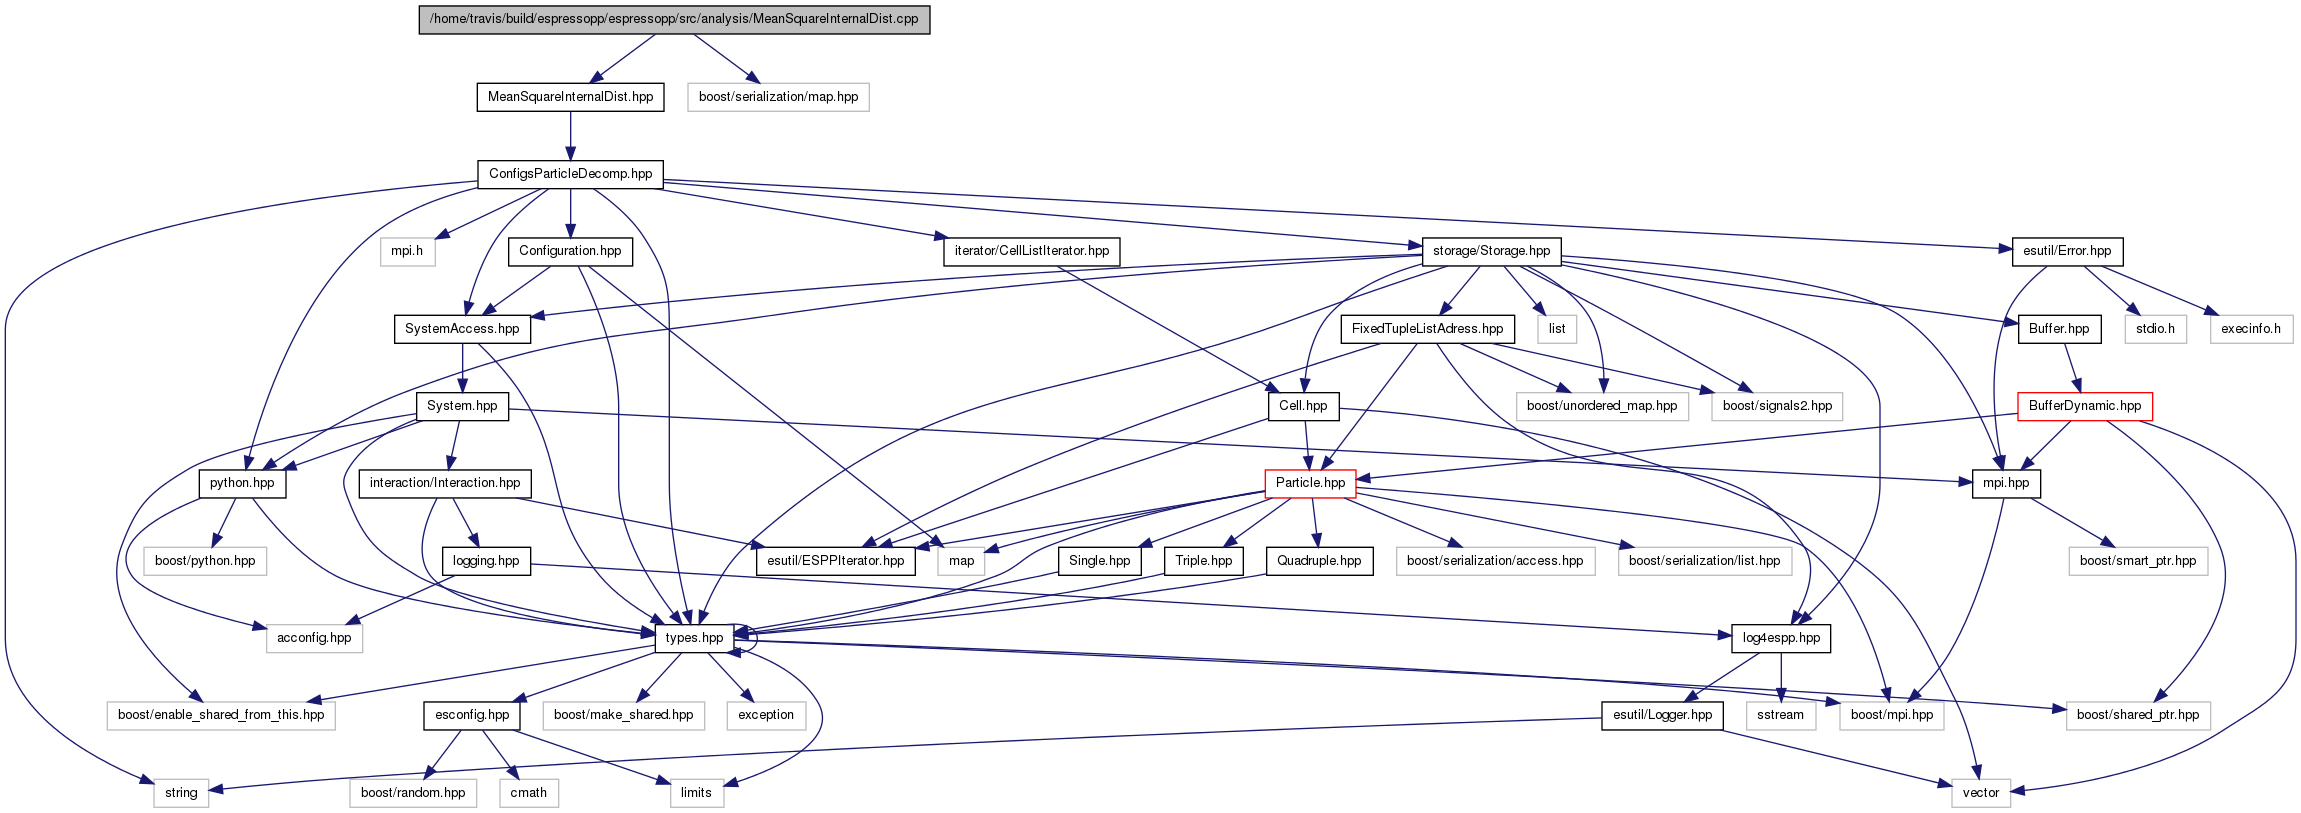 /home/travis/build/espressopp/espressopp/src/analysis/MeanSquareInternalDist.cpp
MeanSquareInternalDist.hpp
boost/serialization/map.hpp
ConfigsParticleDecomp.hpp
mpi.h
Configuration.hpp
iterator/CellListIterator.hpp
storage/Storage.hpp
esutil/Error.hpp
SystemAccess.hpp
FixedTupleListAdress.hpp
list
Buffer.hpp
stdio.h
execinfo.h
System.hpp
Cell.hpp
boost/unordered_map.hpp
boost/signals2.hpp
BufferDynamic.hpp
python.hpp
interaction/Interaction.hpp
Particle.hpp
mpi.hpp
boost/python.hpp
logging.hpp
esutil/ESPPIterator.hpp
map
Single.hpp
Triple.hpp
Quadruple.hpp
boost/serialization/access.hpp
boost/serialization/list.hpp
boost/smart_ptr.hpp
acconfig.hpp
types.hpp
log4espp.hpp
boost/enable_shared_from_this.hpp
esconfig.hpp
boost/make_shared.hpp
exception
esutil/Logger.hpp
sstream
boost/mpi.hpp
boost/shared_ptr.hpp
string
boost/random.hpp
cmath
limits
vector